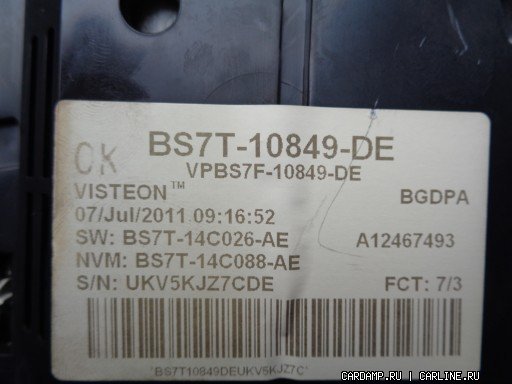 BS7T-10849-DE
OK
VPBS7F-10849-DE
VISTEON™
BGDPA
07/Jul/2011 09:16:52
SW: BS7T-14C026-AE
A12467493
NVM: BS7T-14C088-AE
S/N: UKV5KJZ7CDE
FCT: 7/3
'BS7T10849DEUKV5KJZ7C'
CARDAMP.RU | CARLINE.RU